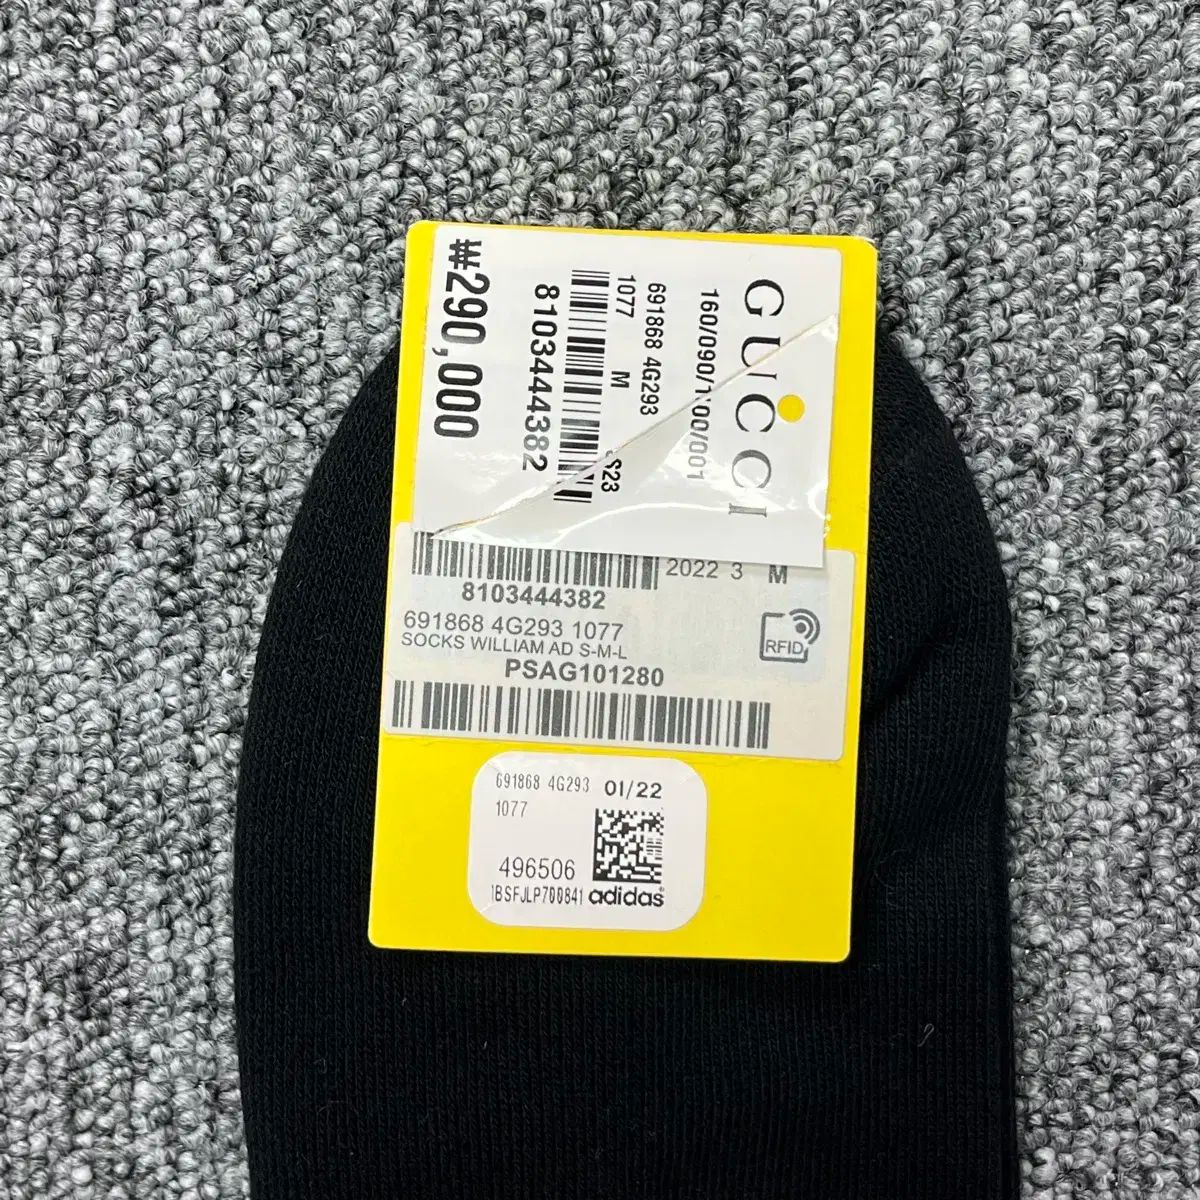 GUCCI
160/090/100/001
691868 4G293
1077 M
8103444382
₩290,000
2022 3 M
8103444382
691868 4G293 1077
SOCKS WILLIAM AD S-M-L
RFID
PSAG101280
691868 4G293 01/22
1077
496506
1BSFJLP700841 adidas